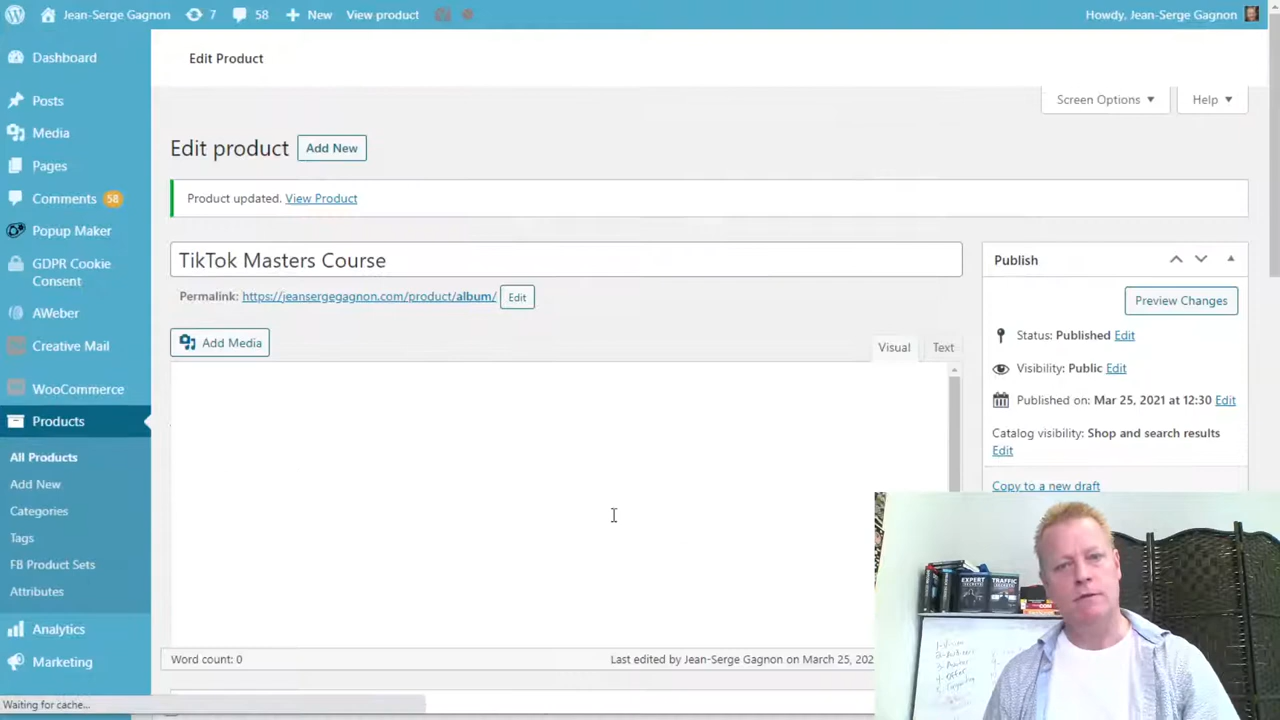 Jean-Serge Gagnon 7 58 New View product Howdy, Jean-Serge Gagnon
Dashboard
Posts
Media
Pages
Comments 58
Popup Maker
GDPR Cookie
Consent
AWeber
Creative Mail
WooCommerce
Products
All Products
Add New
Categories
Tags
FB Product Sets
Attributes
Analytics
Marketing
Edit Product
Screen Options Help
Edit product Add New
Product updated. View Product
TikTok Masters Course
Permalink: https://jeansergegagnon.com/product/album/ Edit
Add Media
Visual Text
Word count: 0 Last edited by Jean-Serge Gagnon on March 25, 202
Publish
Preview Changes
Status: Published Edit
Visibility: Public Edit
Published on: Mar 25, 2021 at 12:30 Edit
Catalog visibility: Shop and search results
Edit
Copy to a new draft
EXPERT
SECRETS
TRAFFIC
SECRETS
Waiting for cache...